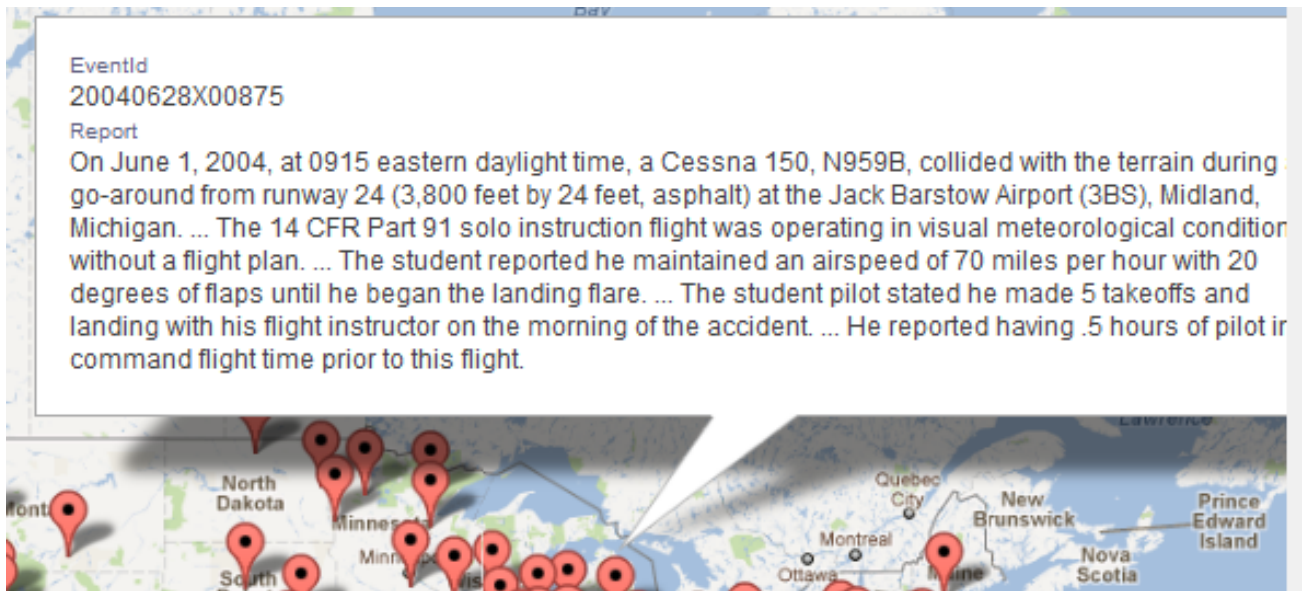 Bay
EventId
20040628X00875
Report
On June 1, 2004, at 0915 eastern daylight time, a Cessna 150, N959B, collided with the terrain during
go-around from runway 24 (3,800 feet by 24 feet, asphalt) at the Jack Barstow Airport (3BS), Midland,
Michigan. ... The 14 CFR Part 91 solo instruction flight was operating in visual meteorological condition
without a flight plan. ... The student reported he maintained an airspeed of 70 miles per hour with 20
degrees of flaps until he began the landing flare. ... The student pilot stated he made 5 takeoffs and
landing with his flight instructor on the morning of the accident. ... He reported having .5 hours of pilot in
command flight time prior to this flight.
Lawrence
North
Dakota
Mont
Minnesota
South
Quebec
City
Montreal
Ottawa
Maine
New
Brunswick
Nova
Scotia
Prince
Edward
Island